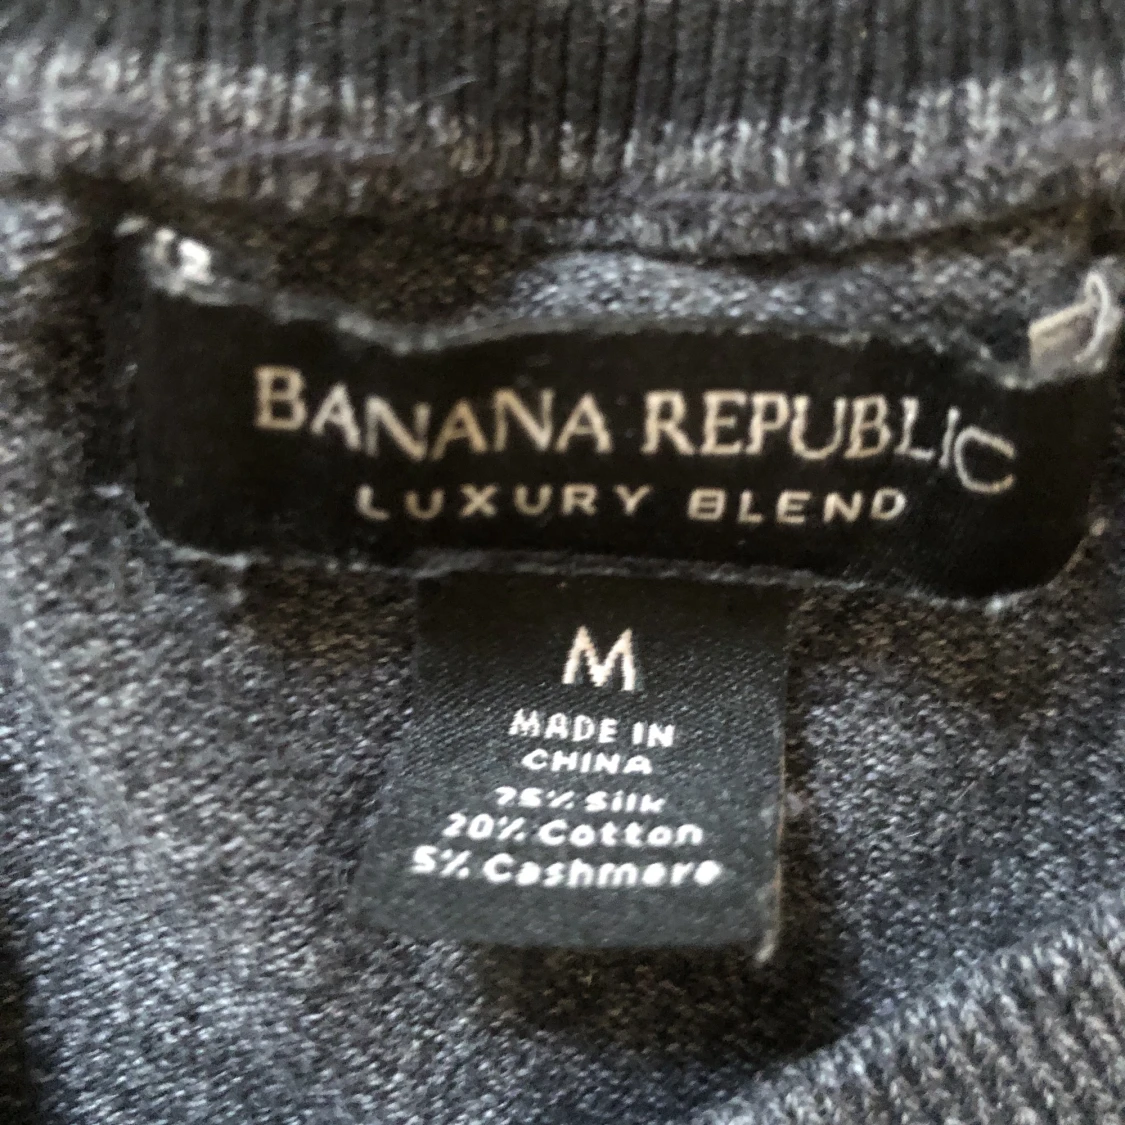 BANANA REPUBLIC
LUXURY BLEND
M
MADE IN
CHINA
75% Silk
20% Cotton
5% Cashmere